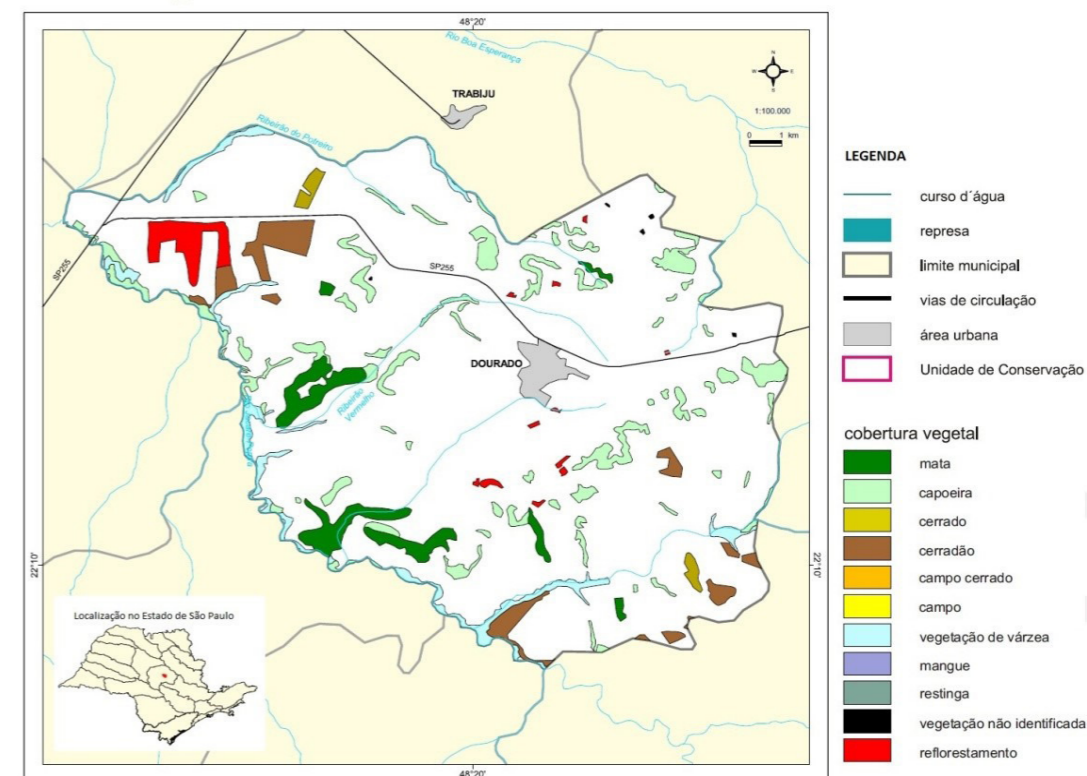 48°20'
Rio Boa Esperança
TRABIJU
N
W
E
S
1:100.000
0 1 km
Ribeirão do Potreiro
SP255
SP255
DOURADO
Ribeirão
Vermelho
22°10'
22°10'
Localização no Estado de São Paulo
48°20'
LEGENDA
curso d´água
represa
limite municipal
vias de circulação
área urbana
Unidade de Conservação
cobertura vegetal
mata
capoeira
cerrado
cerradão
campo cerrado
campo
vegetação de várzea
mangue
restinga
vegetação não identificada
reflorestamento